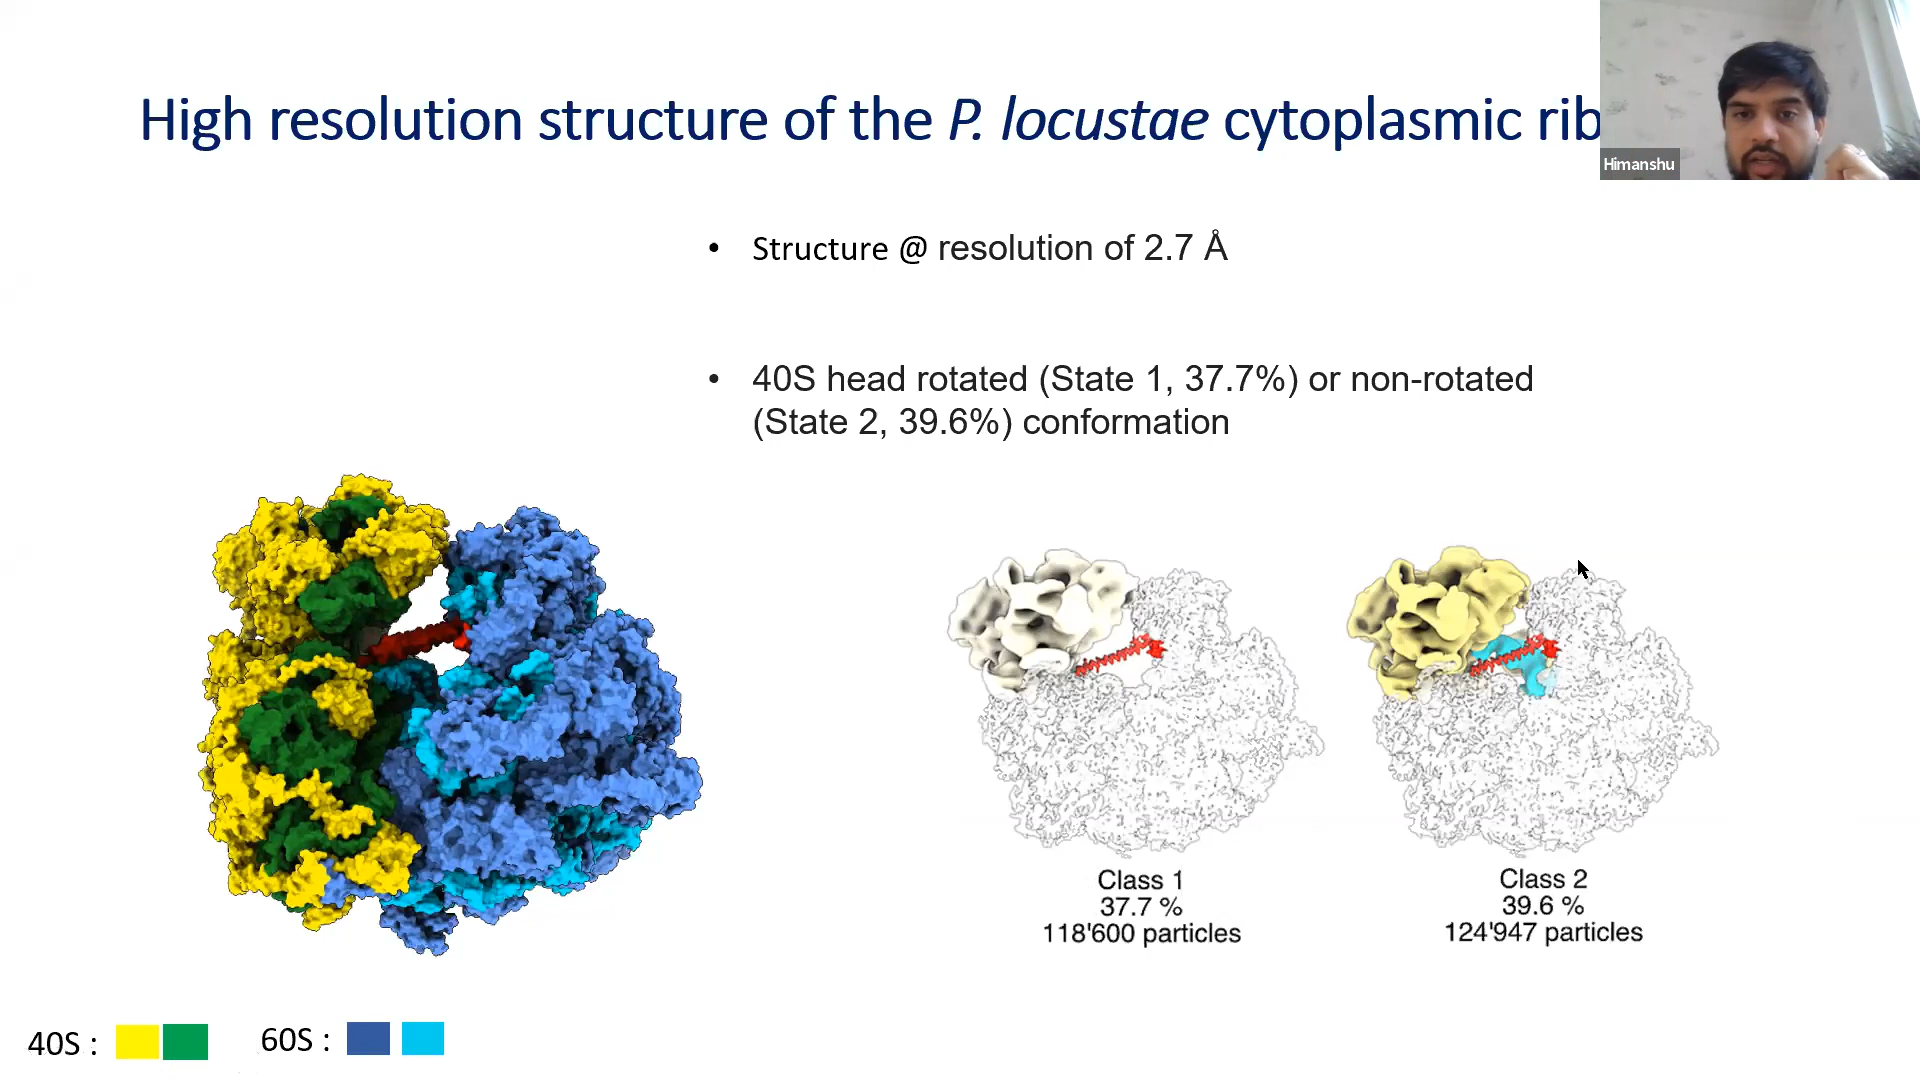 High resolution structure of the P. locustae cytoplasmic rib
Himanshu
• Structure @ resolution of 2.7 Å
• 40S head rotated (State 1, 37.7%) or non-rotated
(State 2, 39.6%) conformation
Class 1
37.7 %
118'600 particles
Class 2
39.6 %
124'947 particles
40S :
60S :